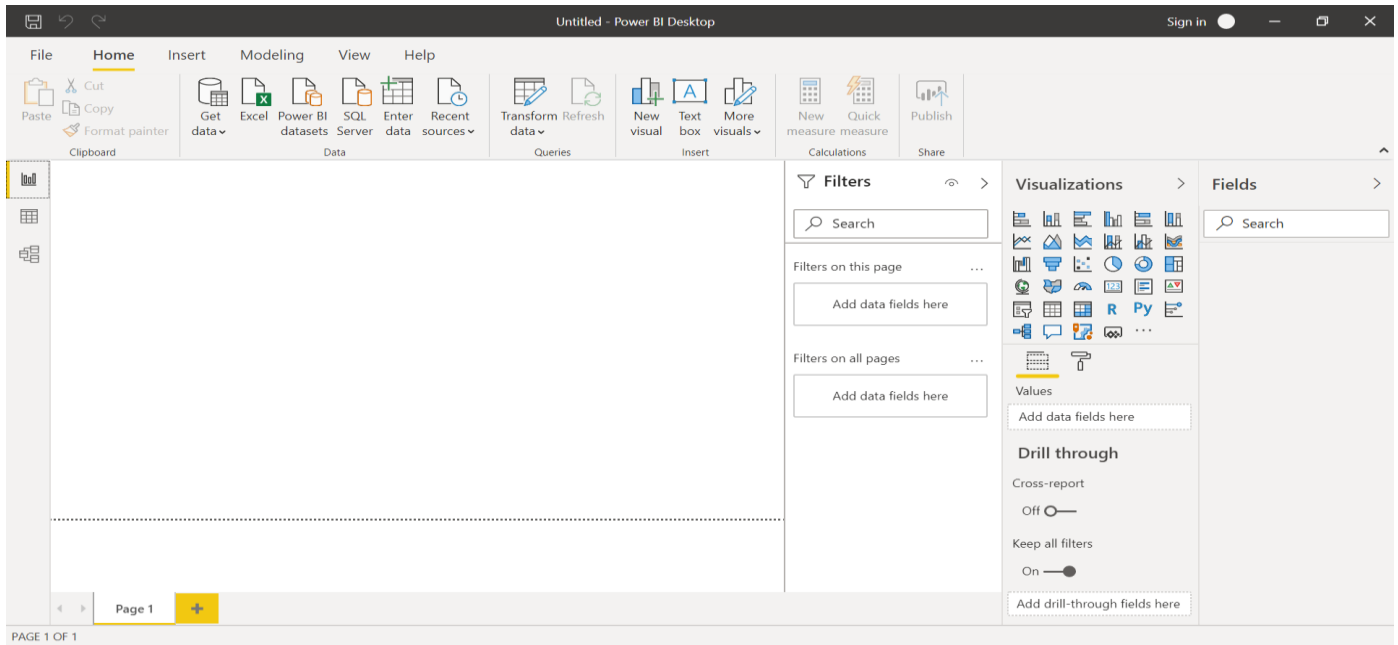 Untitled - Power BI Desktop
Sign in
File Home Insert Modeling View Help
Paste
Cut
Copy
Format painter
Clipboard
Get data
Excel
Power BI datasets
SQL Server
Enter data
Recent sources
Data
Transform data
Refresh
Queries
New visual
Text box
More visuals
Insert
New measure
Quick measure
Calculations
Publish
Share
Filters
Search
Filters on this page ...
Add data fields here
Filters on all pages ...
Add data fields here
Visualizations
123
R Py
...
Values
Add data fields here
Drill through
Cross-report
Off
Keep all filters
On
Add drill-through fields here
Fields
Search
Page 1
PAGE 1 OF 1